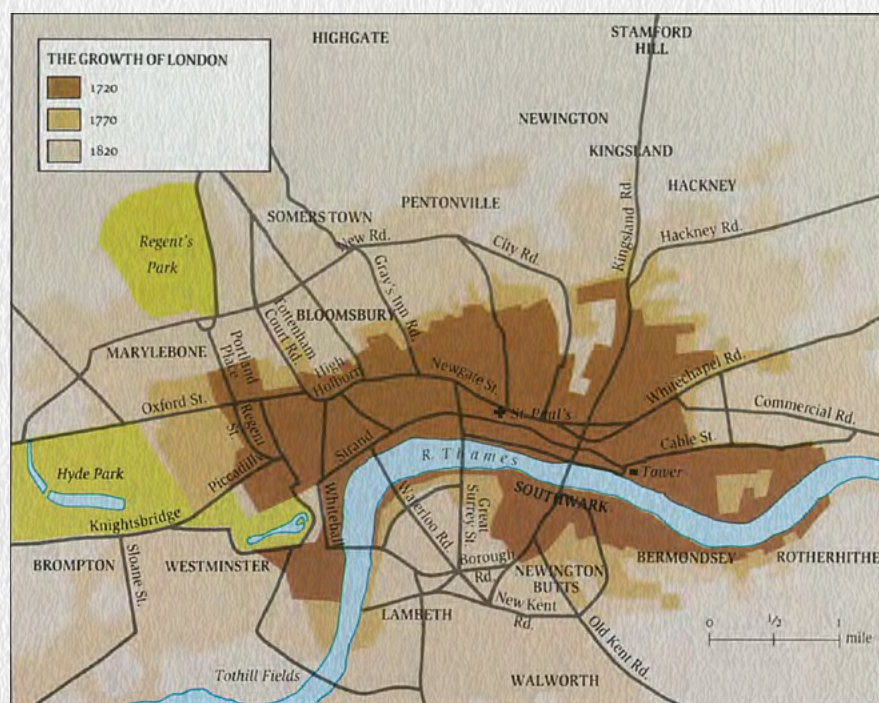 THE GROWTH OF LONDON
1720
1770
1820
HIGHGATE
STAMFORD
HILL
NEWINGTON
KINGSLAND
HACKNEY
PENTONVILLE
SOMERS TOWN
Regent's
Park
New Rd.
City Rd.
Kingsland Rd.
Hackney Rd.
Gray's Inn Rd.
BLOOMSBURY
Tottenham
Court Rd.
MARYLEBONE
Portland
Place
High
Holborn
Newgate St.
Whitechapel Rd.
Oxford St.
Regent
St.
St. Paul's
Commercial Rd.
Strand
Cable St.
Hyde Park
Piccadilly
R. Thames
Tower
Whitehall
Waterloo Rd.
Great
Surrey St.
SOUTHWARK
Knightsbridge
BROMPTON
Sloane St.
WESTMINSTER
Borough
Rd.
NEWINGTON
BUTTS
BERMONDSEY
ROTHERHITHE
LAMBETH
New Kent
Rd.
Old Kent Rd.
0 ½ 1
mile
Tothill Fields
WALWORTH